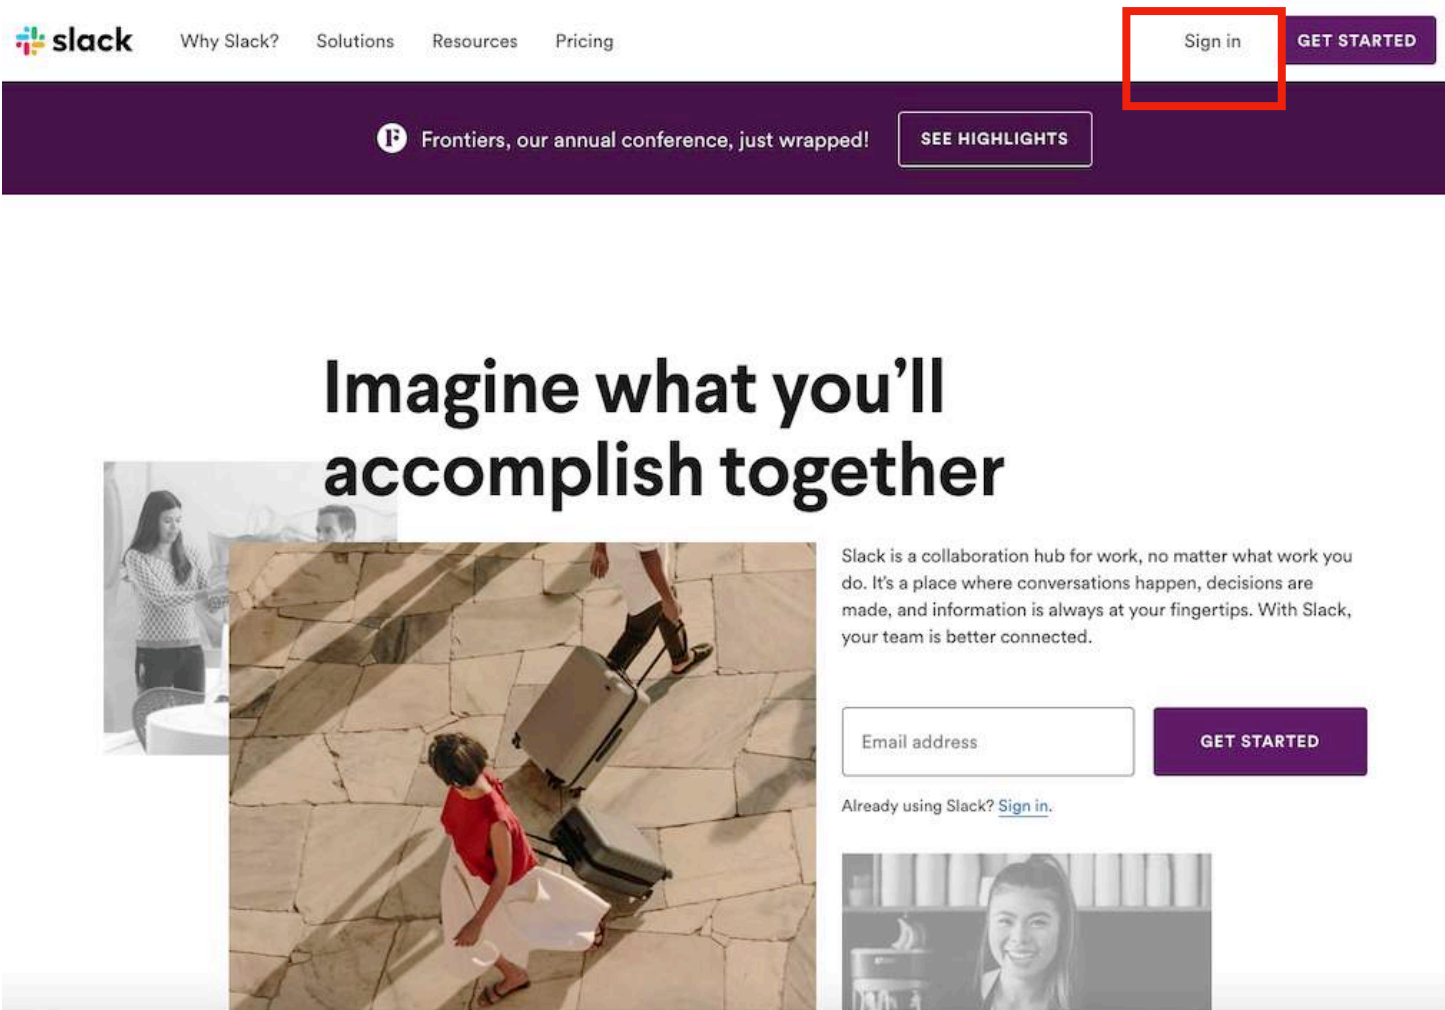 slack
Why Slack?
Solutions
Resources
Pricing
Sign in
GET STARTED
Frontiers, our annual conference, just wrapped!
SEE HIGHLIGHTS
Imagine what you’ll
accomplish together
Slack is a collaboration hub for work, no matter what work you
do. It’s a place where conversations happen, decisions are
made, and information is always at your fingertips. With Slack,
your team is better connected.
Email address
GET STARTED
Already using Slack? Sign in.